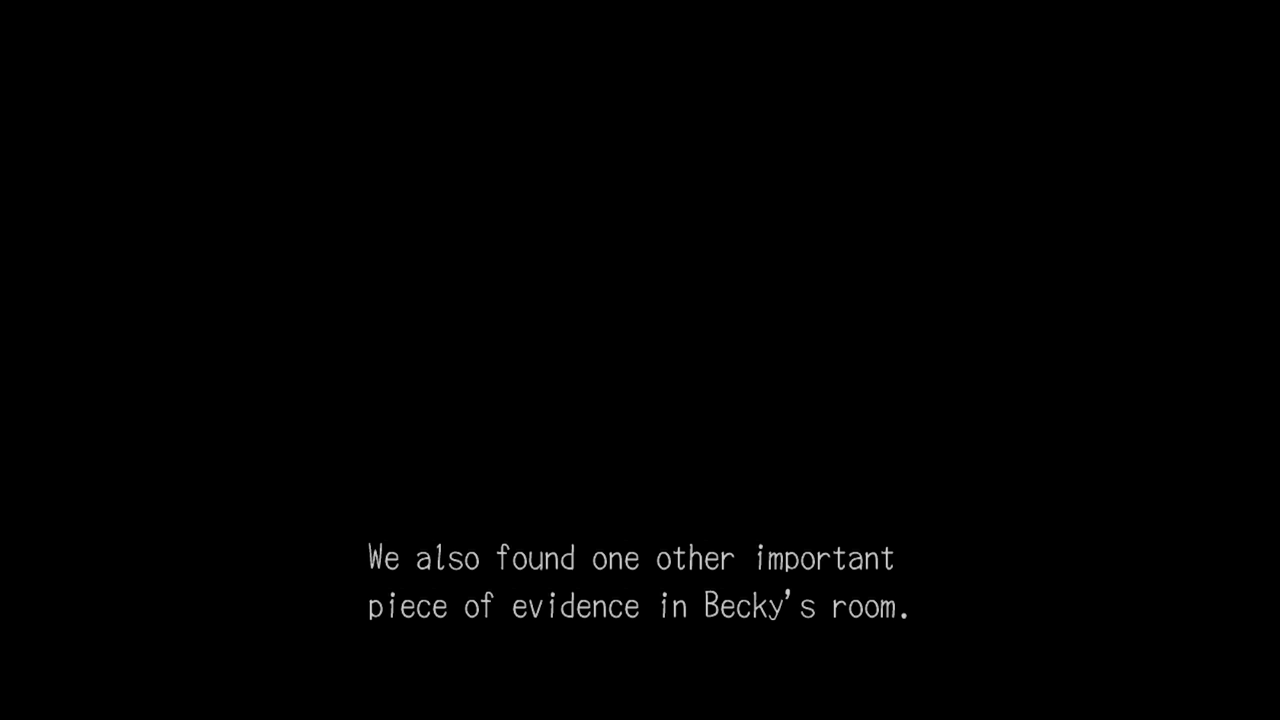 We also found one other important
piece of evidence in Becky's room.